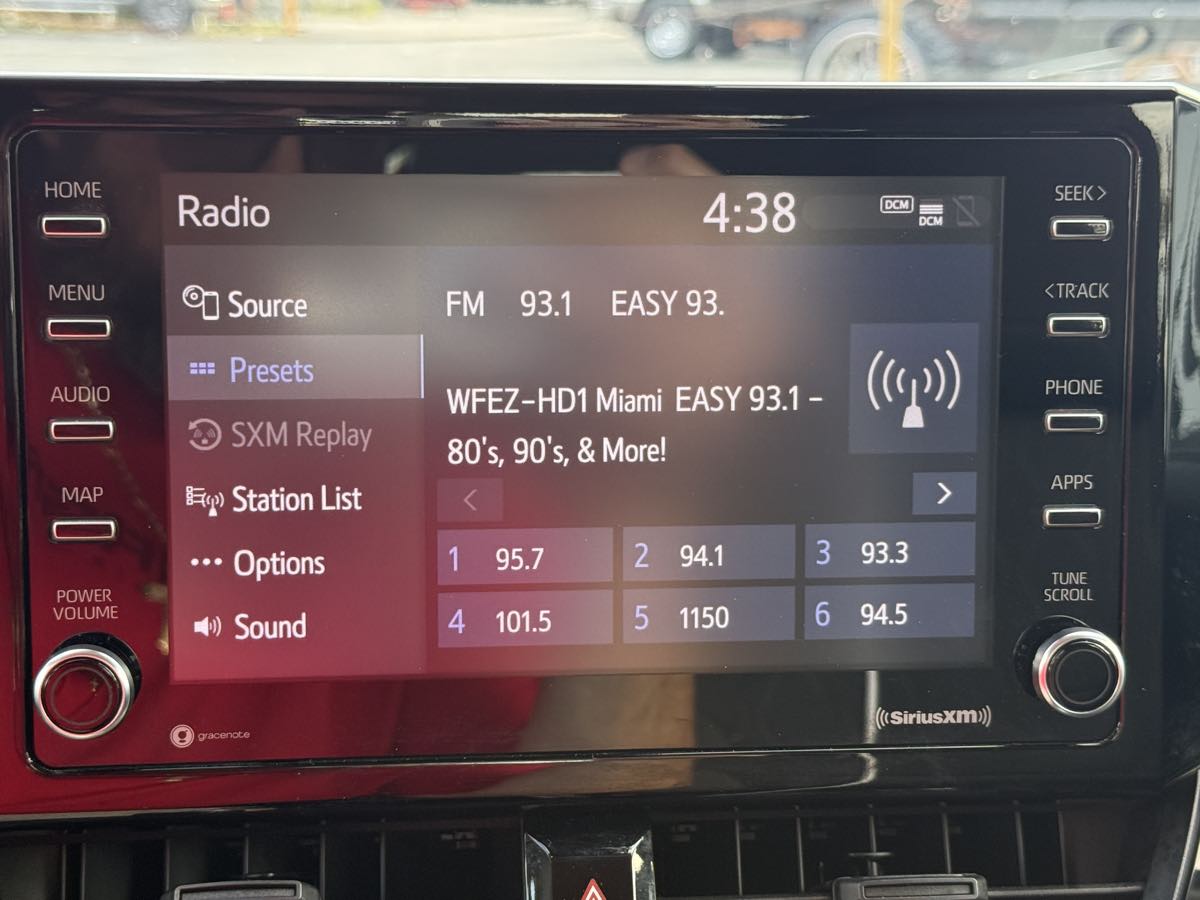 HOME
MENU
AUDIO
MAP
POWER
VOLUME
Radio
4:38
DCM
DCM
Source
Presets
SXM Replay
Station List
Options
Sound
FM 93.1 EASY 93.
WFEZ-HD1 Miami EASY 93.1 -
80's, 90's, & More!
<
>
1 95.7
2 94.1
3 93.3
4 101.5
5 1150
6 94.5
SEEK >
< TRACK
PHONE
APPS
TUNE
SCROLL
gracenote
((SiriusXM))